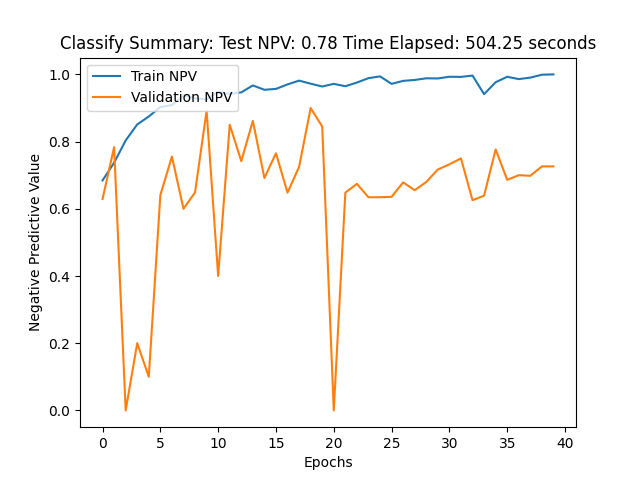 Classify Summary: Test NPV: 0.78 Time Elapsed: 504.25 seconds
Train NPV
Validation NPV
Negative Predictive Value
1.0
0.8
0.6
0.4
0.2
0.0
0 5 10 15 20 25 30 35 40
Epochs